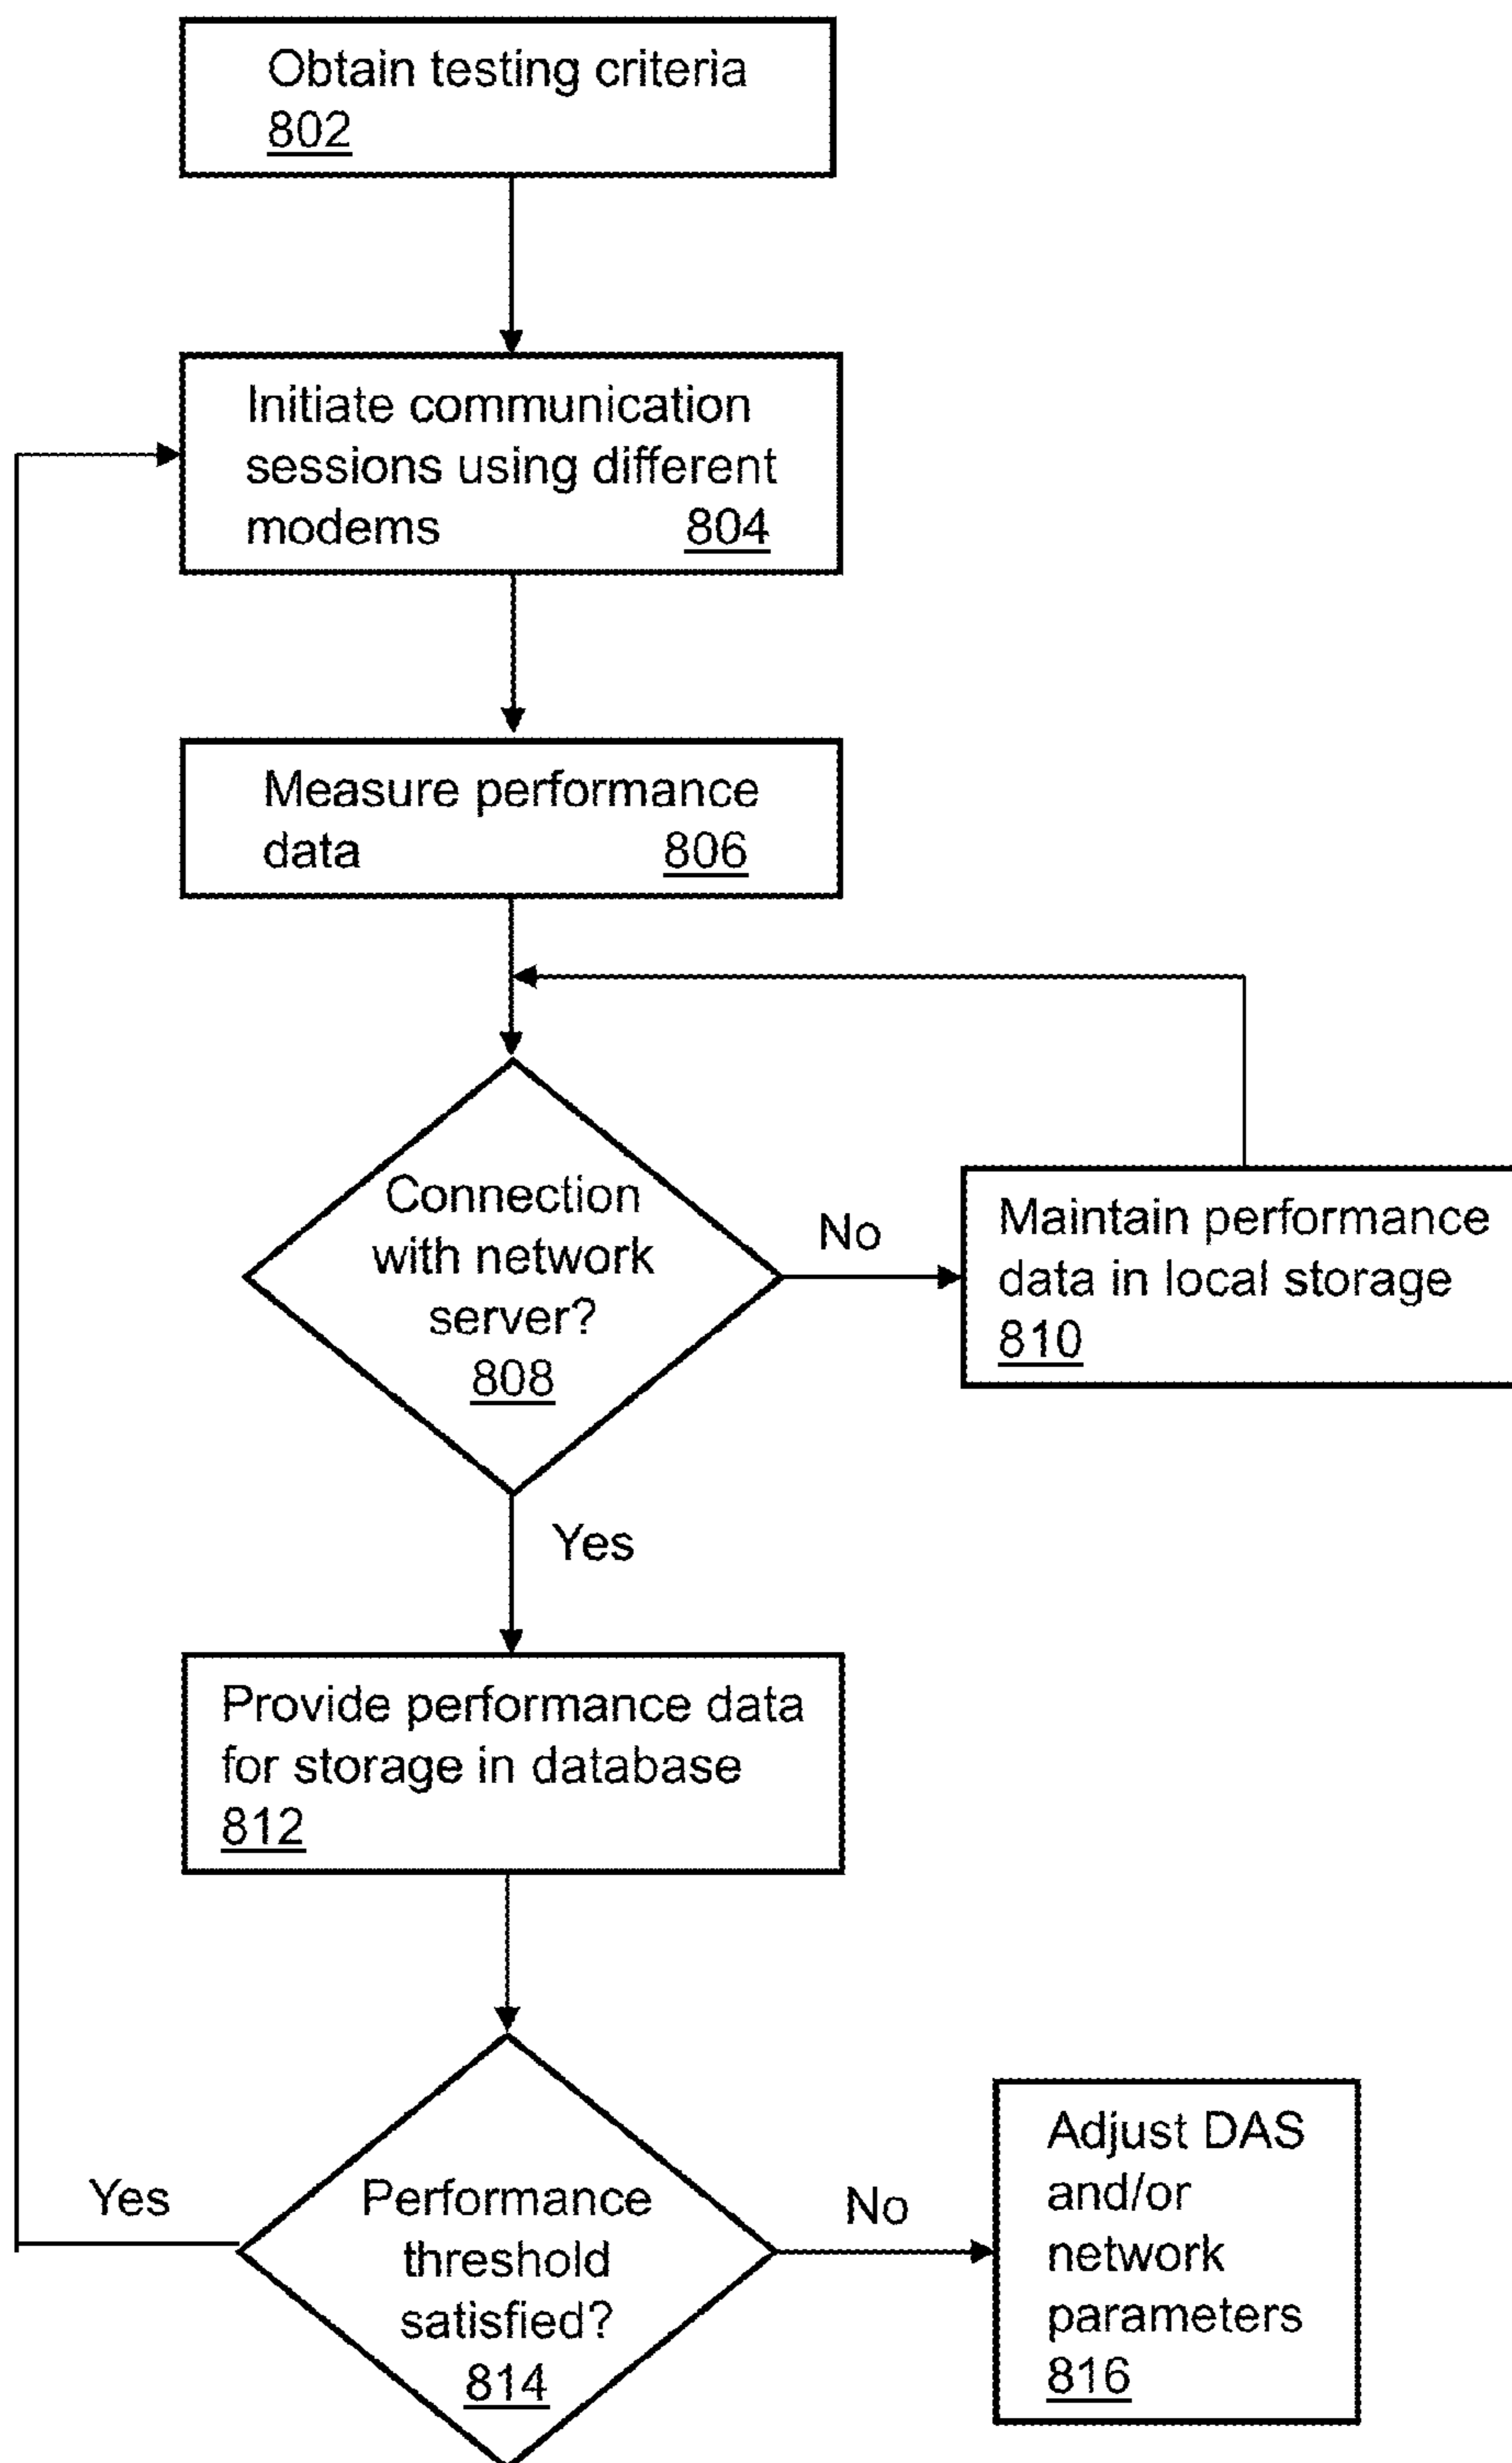 Obtain testing criteria
802
Initiate communication
sessions using different
modems 804
Measure performance
data 806
Connection
with network
server?
808
No
Maintain performance
data in local storage
810
Yes
Provide performance data
for storage in database
812
Yes
Performance
threshold
satisfied?
814
No
Adjust DAS
and/or
network
parameters
816